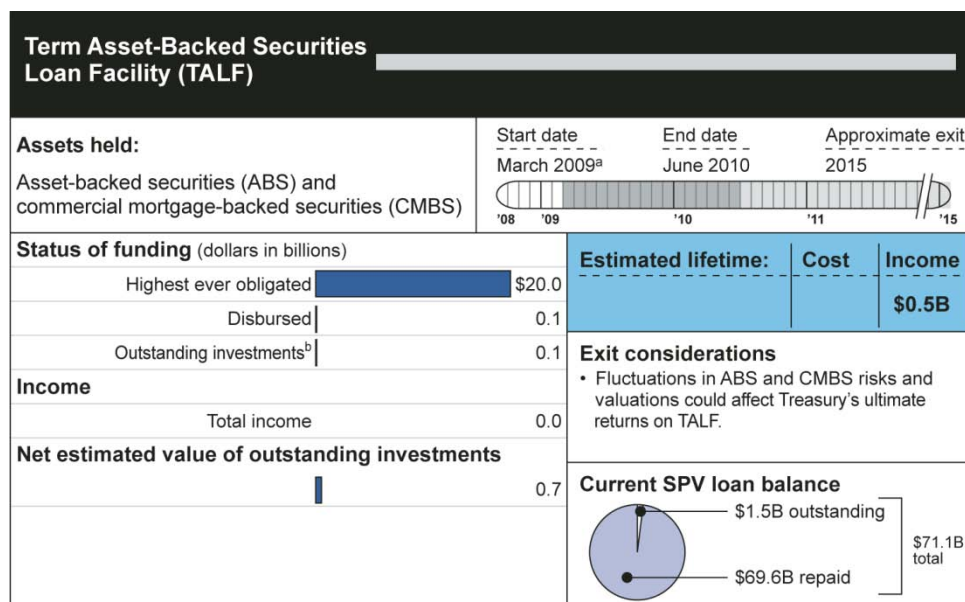 Term Asset-Backed Securities
Loan Facility (TALF)
Assets held:
Asset-backed securities (ABS) and
commercial mortgage-backed securities (CMBS)
Start date End date Approximate exit
March 2009a June 2010 2015
'08 '09 '10 '11 '15
Status of funding (dollars in billions)
Highest ever obligated $20.0
Disbursed 0.1
Outstanding investmentsb 0.1
Income
Total income 0.0
Net estimated value of outstanding investments
0.7
Estimated lifetime: Cost Income
$0.5B
Exit considerations
• Fluctuations in ABS and CMBS risks and
valuations could affect Treasury's ultimate
returns on TALF.
Current SPV loan balance
$1.5B outstanding
$69.6B repaid
$71.1B
total